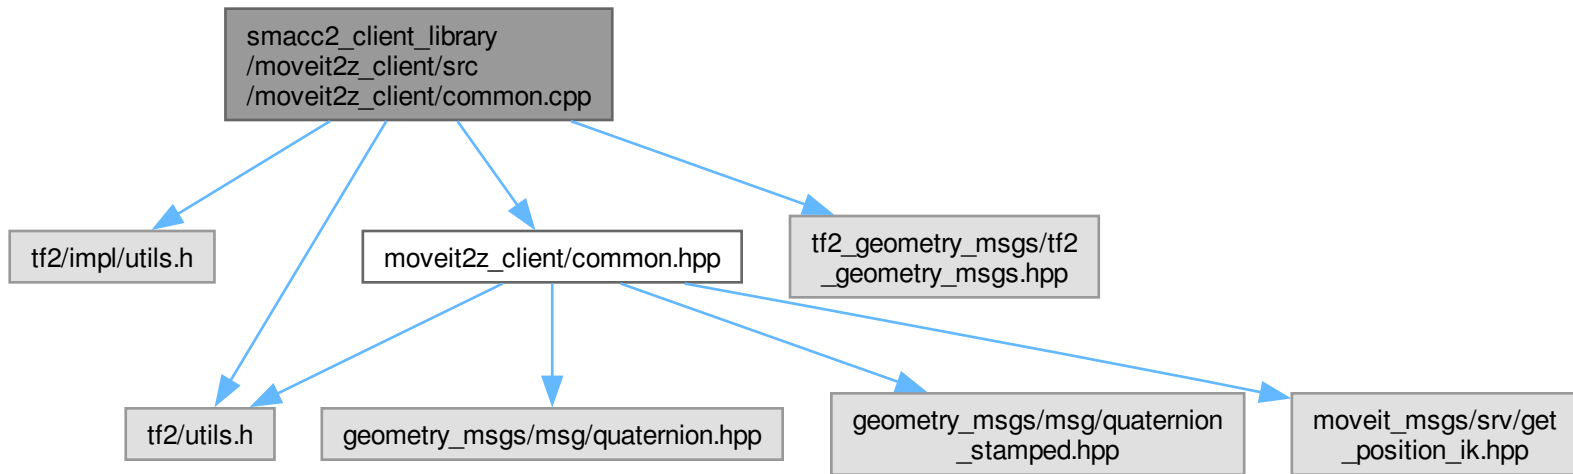 smacc2_client_library
/moveit2z_client/src
/moveit2z_client/common.cpp
tf2/impl/utils.h
moveit2z_client/common.hpp
tf2_geometry_msgs/tf2
_geometry_msgs.hpp
tf2/utils.h
geometry_msgs/msg/quaternion.hpp
geometry_msgs/msg/quaternion
_stamped.hpp
moveit_msgs/srv/get
_position_ik.hpp